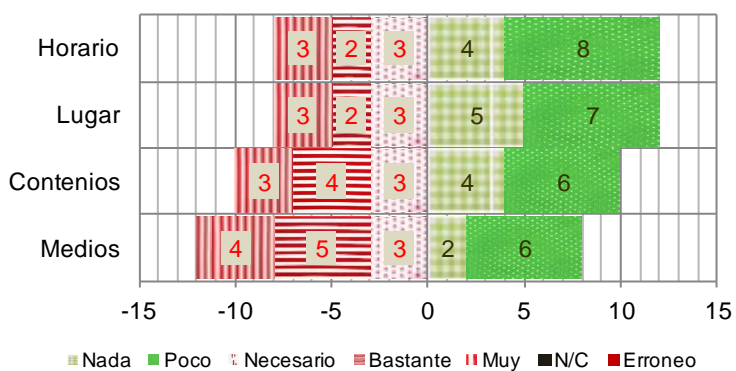 Horario 3 2 3 4 8
Lugar 3 2 3 5 7
Contenios 3 4 3 4 6
Medios 4 5 3 2 6
-15 -10 -5 0 5 10 15
Nada Poco Necesario Bastante Muy N/C Erroneo